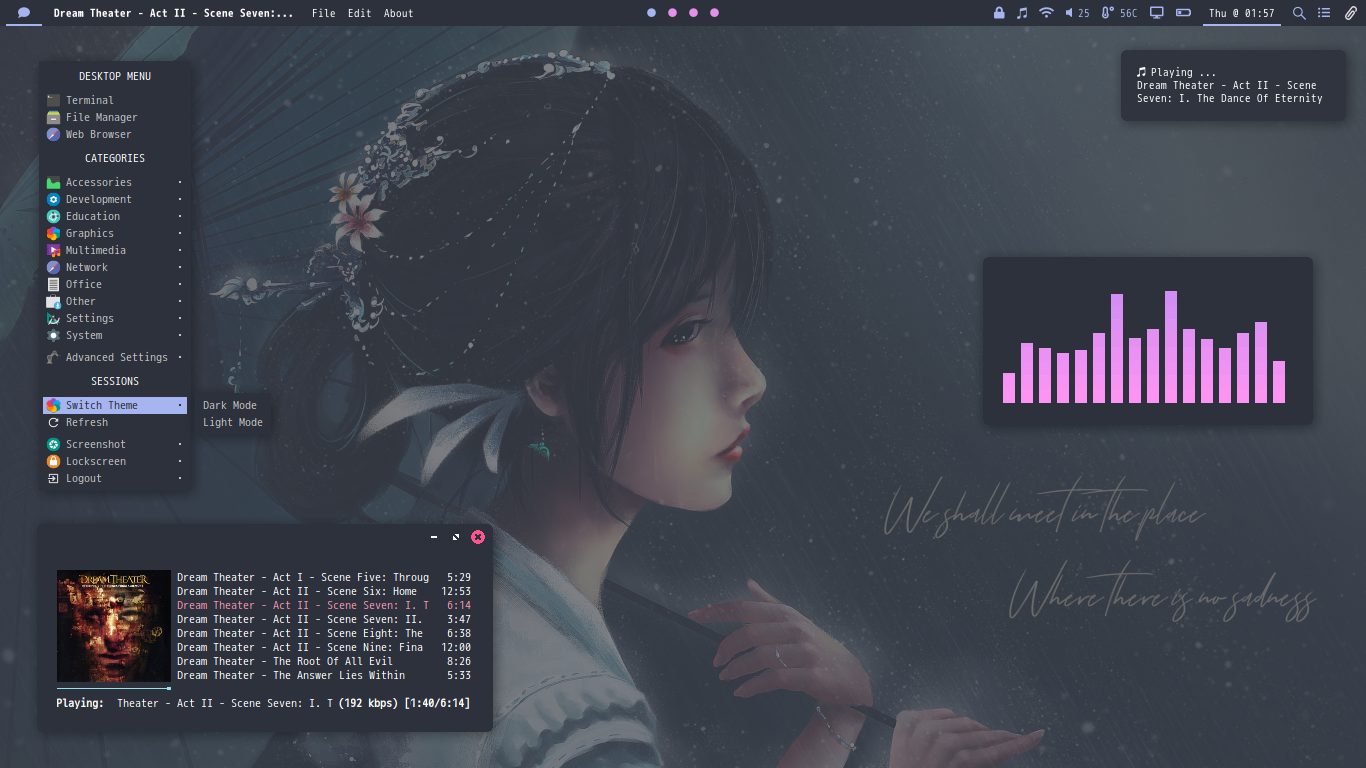 Dream Theater - Act II - Scene Seven:... File Edit About
25 56C Thu @ 01:57
DESKTOP MENU
Terminal
File Manager
Web Browser
CATEGORIES
Accessories
Development
Education
Graphics
Multimedia
Network
Office
Other
Settings
System
Advanced Settings
SESSIONS
Switch Theme
Refresh
Screenshot
Lockscreen
Logout
Dark Mode
Light Mode
Playing ...
Dream Theater - Act II - Scene
Seven: I. The Dance Of Eternity
We shall meet in the place
Where there is no sadness
DREAM THEATER
Dream Theater - Act I - Scene Five: Throug 5:29
Dream Theater - Act II - Scene Six: Home 12:53
Dream Theater - Act II - Scene Seven: I. T 6:14
Dream Theater - Act II - Scene Seven: II. 3:47
Dream Theater - Act II - Scene Eight: The 6:38
Dream Theater - Act II - Scene Nine: Fina 12:00
Dream Theater - The Root Of All Evil 8:26
Dream Theater - The Answer Lies Within 5:33
Playing: Theater - Act II - Scene Seven: I. T (192 kbps) [1:40/6:14]